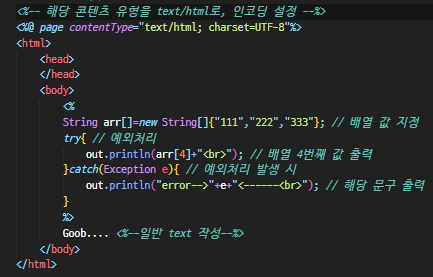 <%-- 해당 콘텐츠 유형을 text/html로, 인코딩 설정 --%>
<%@ page contentType="text/html; charset=UTF-8"%>
<html>
    <head>
    </head>
    <body>
        <%
        String arr[]=new String[]{"111","222","333"}; // 배열 값 지정
        try{ // 예외처리
            out.println(arr[4]+"<br>"); // 배열 4번째 값 출력
        }catch(Exception e){ // 예외처리 발생 시
            out.println("error-->"+e+"<------<br>"); // 해당 문구 출력
        }
        %>
        Goob.... <%--일반 text 작성--%>
    </body>
</html>